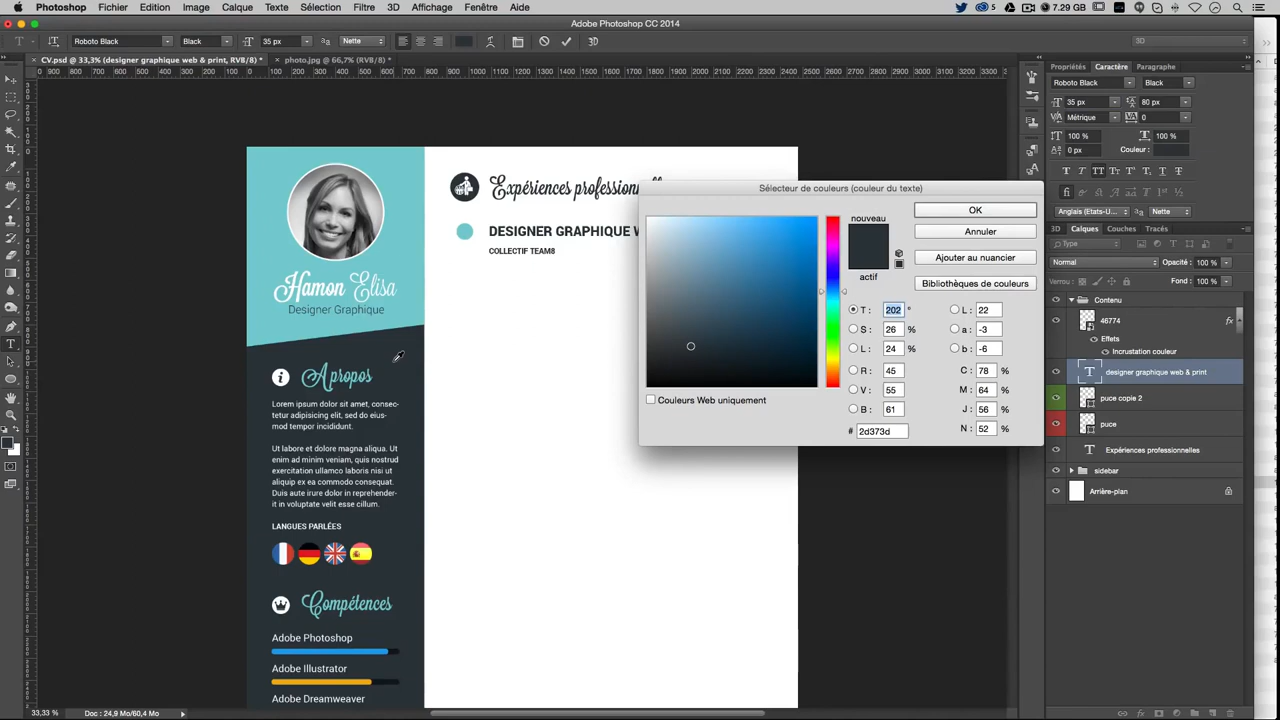 Photoshop Fichier Edition Image Calque Texte Sélection Filtre 3D Affichage Fenêtre Aide 5 7.29 GB
Adobe Photoshop CC 2014
Roboto Black Black 35 px Nette 3D 3D
CV.psd @ 33,3% (designer graphique web & print, RVB/8) * photo.jpg @ 66,7% (RVB/8) *
Hamon Elisa
Designer Graphique
A propos
Lorem ipsum dolor sit amet, consec-
tetur adipisicing elit, sed do eius-
mod tempor incididunt.
Ut labore et dolore magna aliqua. Ut
enim ad minim veniam, quis nostrud
exercitation ullamco laboris nisi ut
aliquip ex ea commodo consequat.
Duis aute irure dolor in reprehender-
it in voluptate velit esse cillum.
LANGUES PARLÉES
Compétences
Adobe Photoshop
Adobe Illustrator
Adobe Dreamweaver
Expériences
DESIGNER GRAPHIQUE
COLLECTIF TEAM8
Sélecteur de couleurs (couleur du texte)
nouveau
actif
OK
Annuler
Ajouter au nuancier
Bibliothèques de couleurs
T : 202 ° L : 22
S : 26 % a : -3
L : 24 % b : -6
R : 45 C : 78 %
V : 55 M : 64 %
B : 61 J : 56 %
# 2d373d N : 52 %
Couleurs Web uniquement
Propriétés Caractère Paragraphe
Roboto Black Black
35 px 80 px
Métrique 0
100 % 100 %
0 px Couleur :
Anglais (Etats-U... Nette
3D Calques Couches Tracés
Type
Normal Opacité : 100 %
Verrou : Fond : 100 %
Contenu
46774 fx
Effets
Incrustation couleur
designer graphique web & print
puce copie 2
puce
Expériences professionnelles
sidebar
Arrière-plan
33,33 % Doc : 24,9 Mo/60,4 Mo